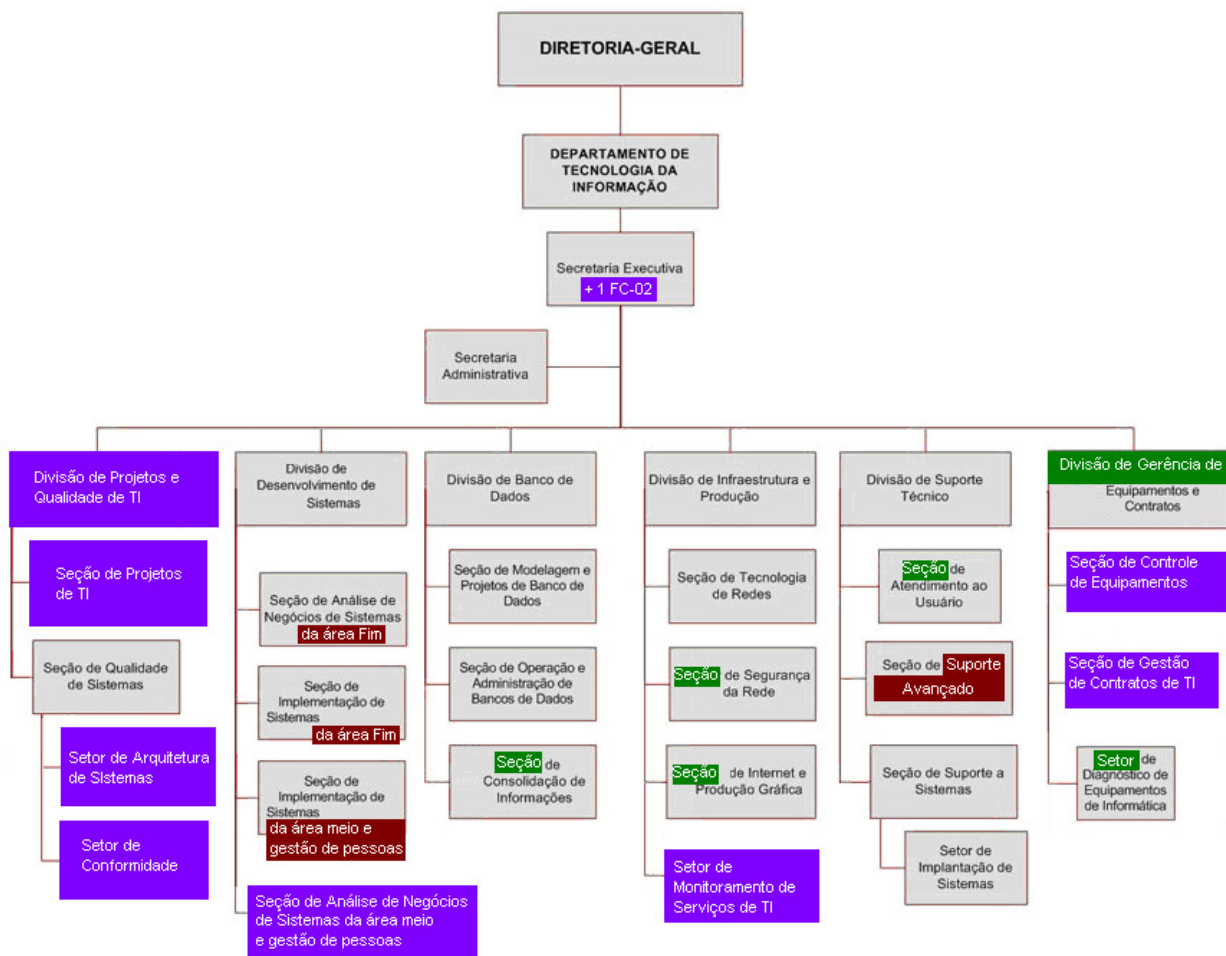 DIRETORIA-GERAL
DEPARTAMENTO DE
TECNOLOGIA DA
INFORMAÇÃO
Secretaria Executiva
+ 1 FC-02
Secretaria
Administrativa
Divisão de Projetos e
Qualidade de TI
Seção de Projetos
de TI
Seção de Qualidade
de Sistemas
Setor de Arquitetura
de SIstemas
Setor de
Conformidade
Divisão de
Desenvolvimento de
Sistemas
Seção de Análise de
Negócios de Sistemas
da área Fim
Seção de
Implementação de
Sistemas
da área Fim
Seção de
Implementação de
Sistemas
da área meio e
gestão de pessoas
Seção de Análise de Negócios
de Sistemas da área meio
e gestão de pessoas
Divisão de Banco de
Dados
Seção de Modelagem e
Projetos de Banco de
Dados
Seção de Operação e
Administração de
Bancos de Dados
Seção de
Consolidação de
Informações
Divisão de Infraestrutura e
Produção
Seção de Tecnologia
de Redes
Seção de Segurança
da Rede
Seção de Internet e
Produção Gráfica
Setor de
Monitoramento de
Serviços de TI
Divisão de Suporte
Técnico
Seção de
Atendimento ao
Usuário
Seção de Suporte
Avançado
Seção de Suporte a
Sistemas
Setor de
Implantação de
Sistemas
Divisão de Gerência de
Equipamentos e
Contratos
Seção de Controle
de Equipamentos
Seção de Gestão
de Contratos de TI
Setor de
Diagnóstico de
Equipamentos
de Informática